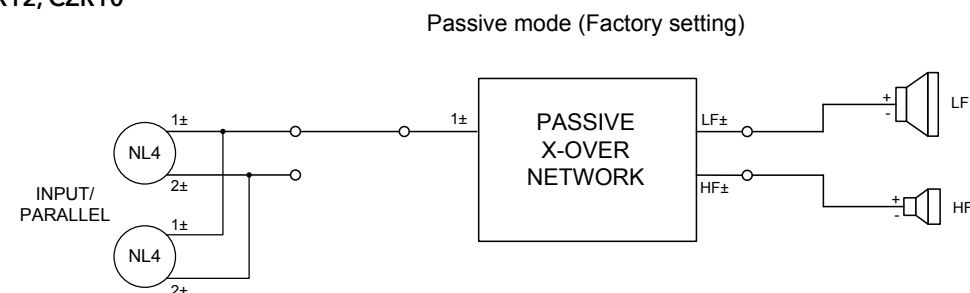 CZR10
Passive mode (Factory setting)
1±
NL4
2±
INPUT/
PARALLEL
1±
NL4
2±
1±
PASSIVE
X-OVER
NETWORK
LF±
HF±
+
-
LF
+
-
HF